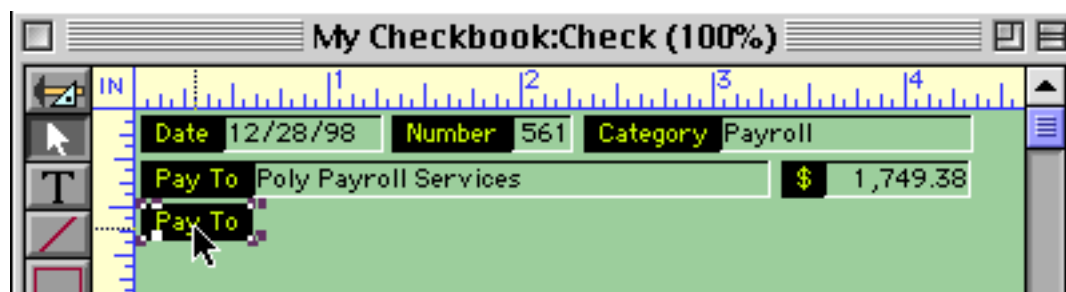 My Checkbook:Check (100%)
IN 1 2 3 4
Date 12/28/98 Number 561 Category Payroll
T Pay To Poly Payroll Services $ 1,749.38
Pay To